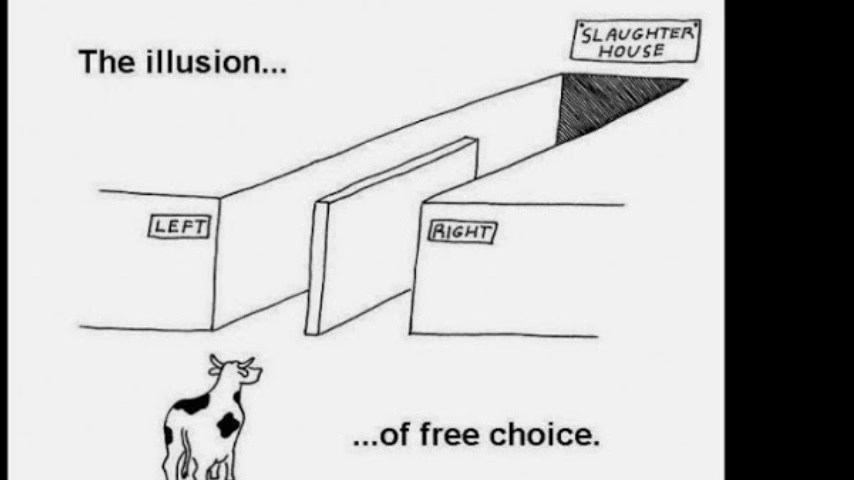 The illusion...
SLAUGHTER
HOUSE
LEFT
RIGHT
...of free choice.